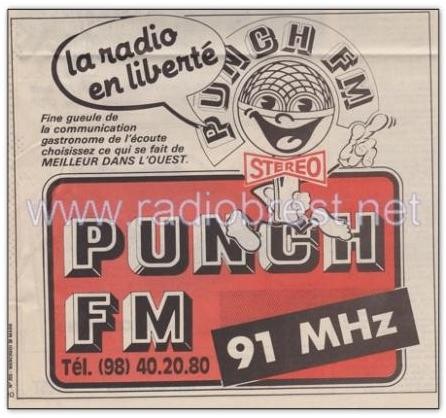 la radio
en liberté
PUNCH FM
Fine gueule de
la communication
gastronome de l'écoute
choisissez ce qui se fait de
MEILLEUR DANS L'OUEST.
STEREO
www.radiobrest.net
PUNCH
FM
91 MHz
Tél. (98) 40.20.80